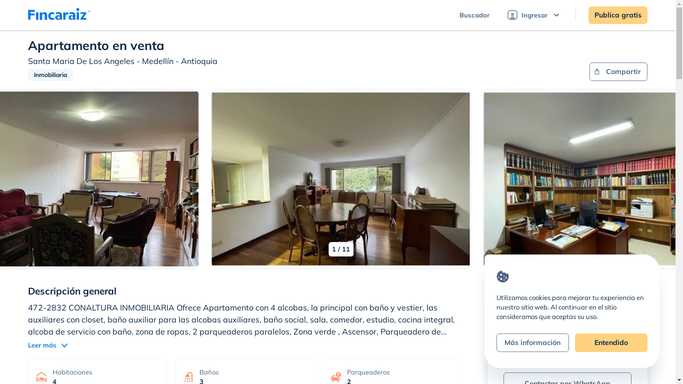 Fincaraiz
Buscador
Ingresar
Publica gratis
Apartamento en venta
Santa Maria De Los Angeles - Medellín - Antioquia
Inmobiliaria
Compartir
1 / 11
Descripción general
472-2832 CONALTURA INMOBILIARIA Ofrece Apartamento con 4 alcobas, la principal con baño y vestier, las
auxiliares con closet, baño auxiliar para las alcobas auxiliares, baño social, sala, comedor, estudio, cocina integral,
alcoba de servicio con baño, zona de ropas, 2 parqueaderos paralelos, Zona verde , Ascensor, Parqueadero de...
Leer más
Habitaciones
4
Baños
3
Parqueaderos
2
Utilizamos cookies para mejorar tu experiencia en
nuestro sitio web. Al continuar en el sitio
consideramos que aceptas su uso.
Más información
Entendido
Contactar por WhatsApp